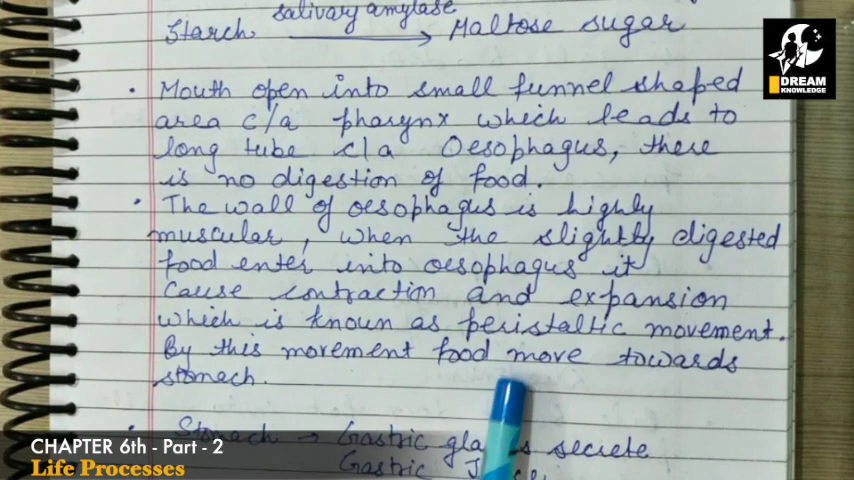 salivary amylase
Starch → Maltose sugar
DREAM
KNOWLEDGE
• Mouth open into small funnel shaped
area c/a pharynx which leads to
long tube c/a Oesophagus, there
is no digestion of food.
• The wall of oesophagus is highly
muscular, when the slightly digested
food enter into oesophagus it
cause contraction and expansion
which is known as peristaltic movement.
By this movement food move towards
stomach.
• Stomach → Gastric secrete
Gastric
CHAPTER 6th - Part - 2
Life Processes